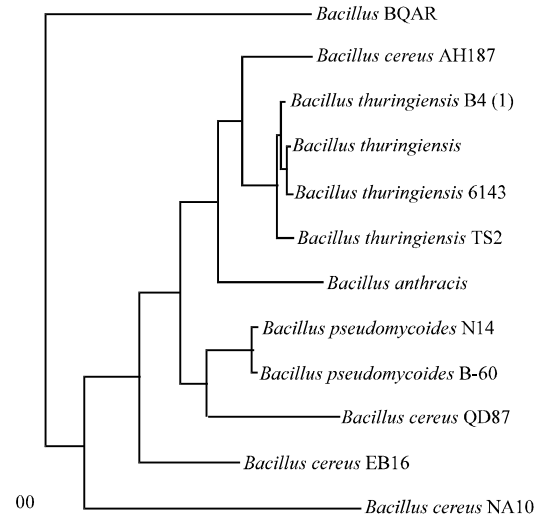 Bacillus BQAR
Bacillus cereus AH187
Bacillus thuringiensis B4 (1)
Bacillus thuringiensis
Bacillus thuringiensis 6143
Bacillus thuringiensis TS2
Bacillus anthracis
Bacillus pseudomycoides N14
Bacillus pseudomycoides B-60
Bacillus cereus QD87
Bacillus cereus EB16
00
Bacillus cereus NA10